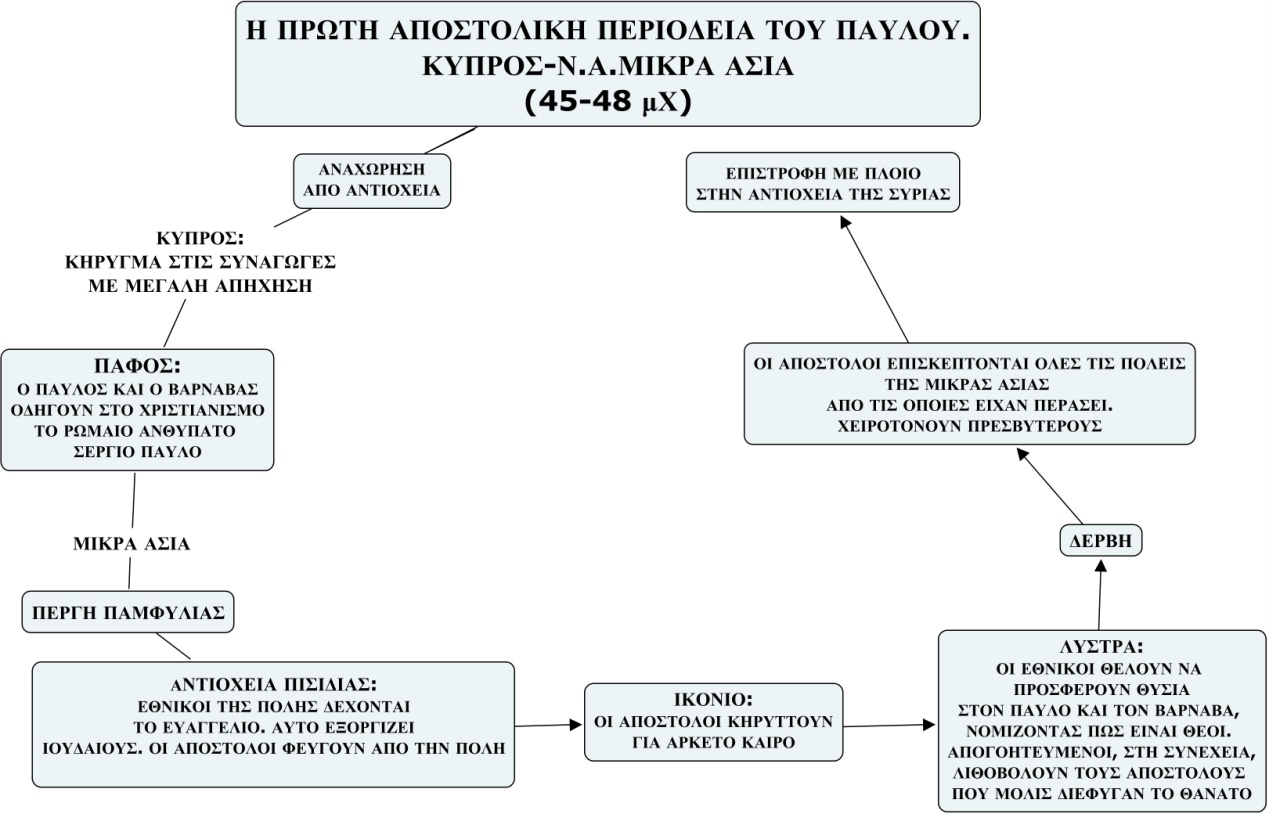 Η ΠΡΩΤΗ ΑΠΟΣΤΟΛΙΚΗ ΠΕΡΙΟΔΕΙΑ ΤΟΥ ΠΑΥΛΟΥ.
ΚΥΠΡΟΣ-Ν.Α.ΜΙΚΡΑ ΑΣΙΑ
(45-48 μΧ)
ΑΝΑΧΩΡΗΣΗ
ΑΠΟ ΑΝΤΙΟΧΕΙΑ
ΚΥΠΡΟΣ:
ΚΗΡΥΓΜΑ ΣΤΙΣ ΣΥΝΑΓΩΓΕΣ
ΜΕ ΜΕΓΑΛΗ ΑΠΗΧΗΣΗ
ΠΑΦΟΣ:
Ο ΠΑΥΛΟΣ ΚΑΙ Ο ΒΑΡΝΑΒΑΣ
ΟΔΗΓΟΥΝ ΣΤΟ ΧΡΙΣΤΙΑΝΙΣΜΟ
ΤΟ ΡΩΜΑΙΟ ΑΝΘΥΠΑΤΟ
ΣΕΡΓΙΟ ΠΑΥΛΟ
ΜΙΚΡΑ ΑΣΙΑ
ΠΕΡΓΗ ΠΑΜΦΥΛΙΑΣ
ΑΝΤΙΟΧΕΙΑ ΠΙΣΙΔΙΑΣ:
ΕΘΝΙΚΟΙ ΤΗΣ ΠΟΛΗΣ ΔΕΧΟΝΤΑΙ
ΤΟ ΕΥΑΓΓΕΛΙΟ. ΑΥΤΟ ΕΞΟΡΓΙΖΕΙ
ΙΟΥΔΑΙΟΥΣ. ΟΙ ΑΠΟΣΤΟΛΟΙ ΦΕΥΓΟΥΝ ΑΠΟ ΤΗΝ ΠΟΛΗ
ΙΚΟΝΙΟ:
ΟΙ ΑΠΟΣΤΟΛΟΙ ΚΗΡΥΤΤΟΥΝ
ΓΙΑ ΑΡΚΕΤΟ ΚΑΙΡΟ
ΛΥΣΤΡΑ:
ΟΙ ΕΘΝΙΚΟΙ ΘΕΛΟΥΝ ΝΑ
ΠΡΟΣΦΕΡΟΥΝ ΘΥΣΙΑ
ΣΤΟΝ ΠΑΥΛΟ ΚΑΙ ΤΟΝ ΒΑΡΝΑΒΑ,
ΝΟΜΙΖΟΝΤΑΣ ΠΩΣ ΕΙΝΑΙ ΘΕΟΙ.
ΑΠΟΓΟΗΤΕΥΜΕΝΟΙ, ΣΤΗ ΣΥΝΕΧΕΙΑ,
ΛΙΘΟΒΟΛΟΥΝ ΤΟΥΣ ΑΠΟΣΤΟΛΟΥΣ
ΠΟΥ ΜΟΛΙΣ ΔΙΕΦΥΓΑΝ ΤΟ ΘΑΝΑΤΟ
ΔΕΡΒΗ
ΟΙ ΑΠΟΣΤΟΛΟΙ ΕΠΙΣΚΕΠΤΟΝΤΑΙ ΟΛΕΣ ΤΙΣ ΠΟΛΕΙΣ
ΤΗΣ ΜΙΚΡΑΣ ΑΣΙΑΣ
ΑΠΟ ΤΙΣ ΟΠΟΙΕΣ ΕΙΧΑΝ ΠΕΡΑΣΕΙ.
ΧΕΙΡΟΤΟΝΟΥΝ ΠΡΕΣΒΥΤΕΡΟΥΣ
ΕΠΙΣΤΡΟΦΗ ΜΕ ΠΛΟΙΟ
ΣΤΗΝ ΑΝΤΙΟΧΕΙΑ ΤΗΣ ΣΥΡΙΑΣ